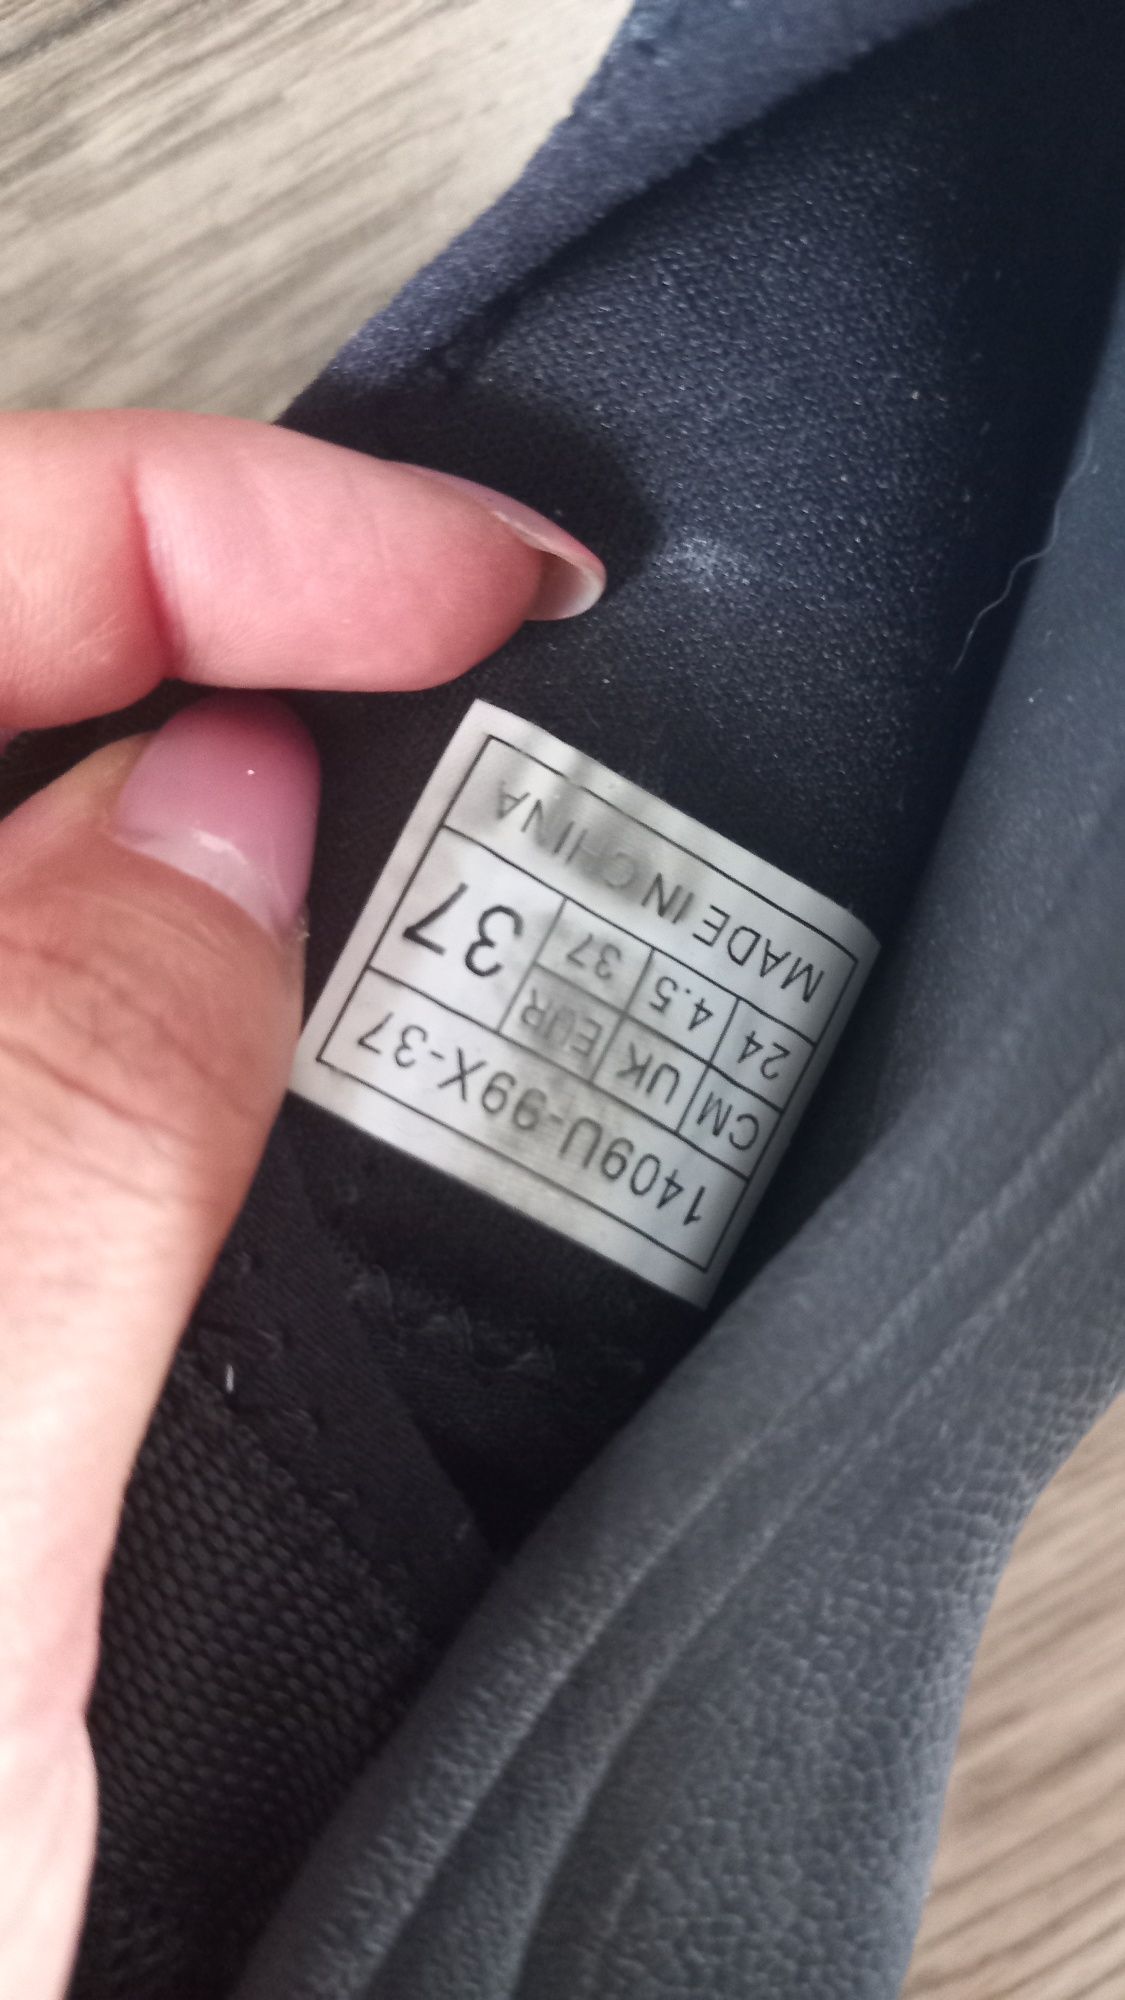 1409U-99X-37
CM UK EUR 37
24 4.5 37
MADE IN CHINA